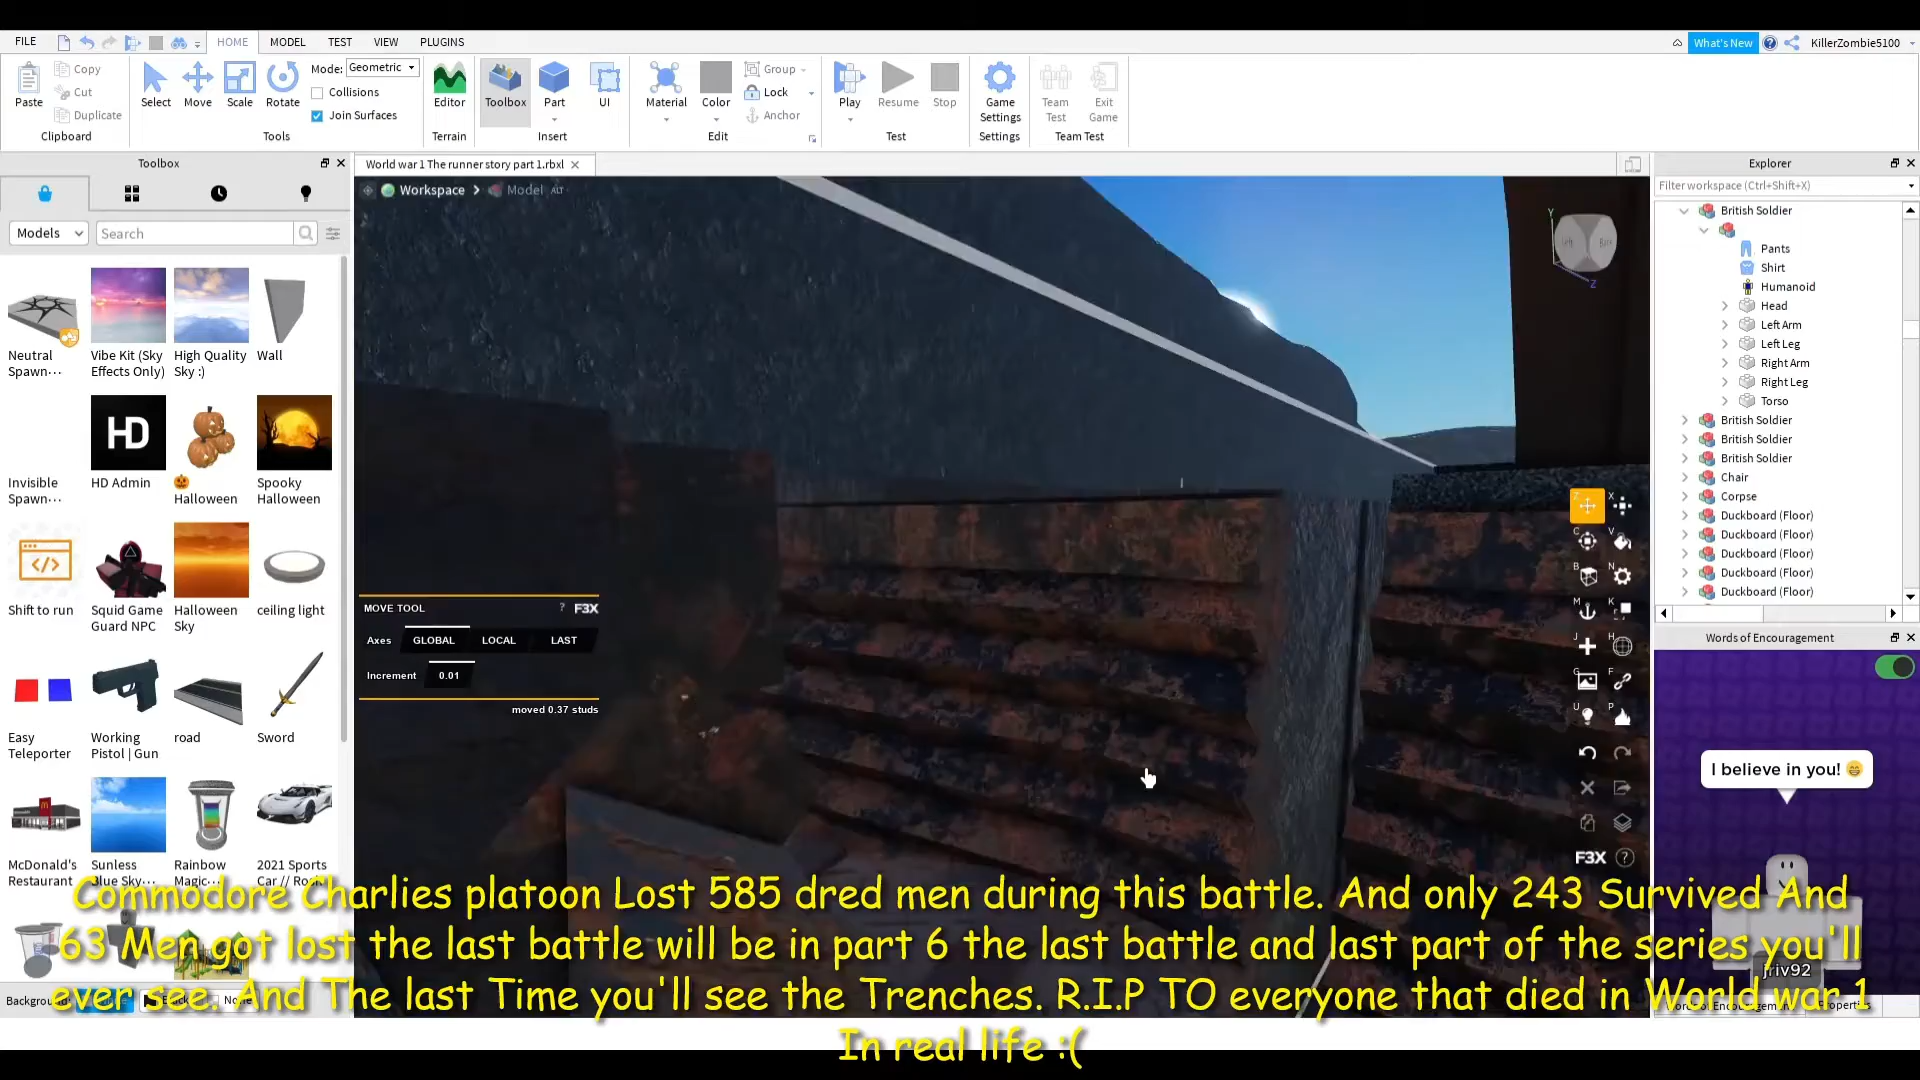 FILE HOME MODEL TEST VIEW PLUGINS What's New KillerZombie5100
Paste Copy Cut Duplicate Clipboard
Select Move Scale Rotate Mode: Geometric Collisions Join Surfaces Tools
Editor Terrain
Toolbox Part UI Insert
Material Color Group Lock Anchor Edit
Play Resume Stop Test
Game Settings Settings
Team Test Exit Game Team Test
Toolbox
Models Search
Neutral Spawn···
Vibe Kit (Sky Effects Only)
High Quality Sky :)
Wall
Invisible Spawn···
HD
HD Admin
Halloween
Spooky Halloween
Shift to run
Squid Game Guard NPC
Halloween Sky
ceiling light
Easy Teleporter
Working Pistol | Gun
road
Sword
McDonald's Restaurant
Sunless Blue Sky···
Rainbow Magic···
2021 Sports Car // Ro
World war 1 The runner story part 1.rbxl
Workspace > Model ALT
Y
Z
Left Back
MOVE TOOL ? F3X
Axes GLOBAL LOCAL LAST
Increment 0.01
moved 0.37 studs
Z X
C V
B N
M K
J H
G F
U P
F3X ?
Explorer
Filter workspace (Ctrl+Shift+X)
British Soldier
Pants
Shirt
Humanoid
Head
Left Arm
Left Leg
Right Arm
Right Leg
Torso
British Soldier
British Soldier
British Soldier
Chair
Corpse
Duckboard (Floor)
Duckboard (Floor)
Duckboard (Floor)
Duckboard (Floor)
Duckboard (Floor)
Words of Encouragement
I believe in you! 😁
jriv92
Commodore Charlies platoon Lost 585 dred men during this battle. And only 243 Survived And
63 Men got lost the last battle will be in part 6 the last battle and last part of the series you'll
ever see. And The last Time you'll see the Trenches. R.I.P TO everyone that died in World war 1
In real life :(